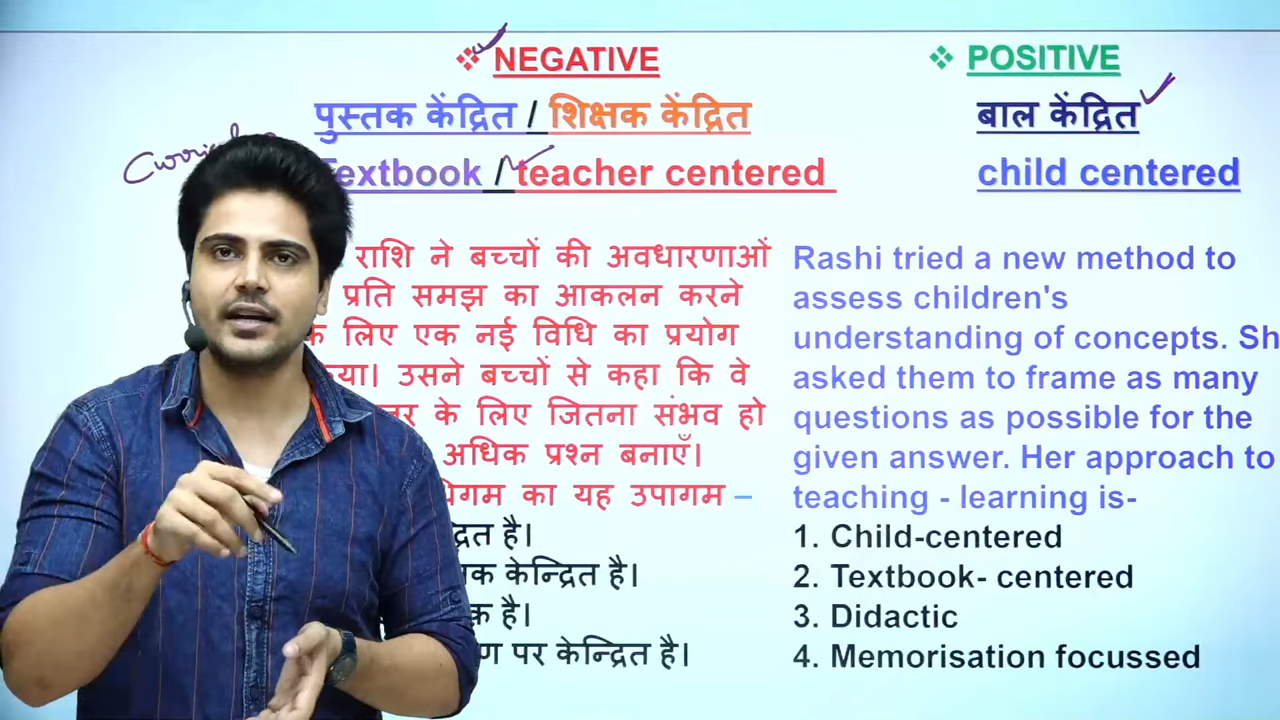 ❖ NEGATIVE
पुस्तक केंद्रित / शिक्षक केंद्रित
/ teacher centered
❖ POSITIVE
बाल केंद्रित
child centered
राशि ने बच्चों की अवधारणाओं
प्रति समझ का आकलन करने
के लिए एक नई विधि का प्रयोग
उसने बच्चों से कहा कि वे
के लिए जितना संभव हो
अधिक प्रश्न बनाएँ।
का यह उपागम –
है।
केन्द्रित है।
है।
पर केन्द्रित है।
Rashi tried a new method to
assess children's
understanding of concepts. Sh
asked them to frame as many
questions as possible for the
given answer. Her approach to
teaching - learning is-
1. Child-centered
2. Textbook- centered
3. Didactic
4. Memorisation focussed